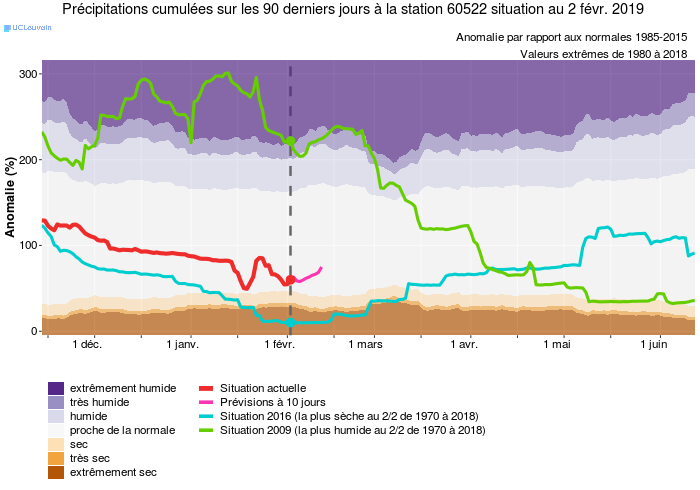 Précipitations cumulées sur les 90 derniers jours à la station 60522 situation au 2 févr. 2019
UCLouvain
Anomalie par rapport aux normales 1985-2015
Valeurs extrêmes de 1980 à 2018
Anomalie (%)
300
200
100
0
1 déc. 1 janv. 1 févr. 1 mars 1 avr. 1 mai 1 juin
extrêmement humide
très humide
humide
proche de la normale
sec
très sec
extrêmement sec
Situation actuelle
Prévisions à 10 jours
Situation 2016 (la plus sèche au 2/2 de 1970 à 2018)
Situation 2009 (la plus humide au 2/2 de 1970 à 2018)